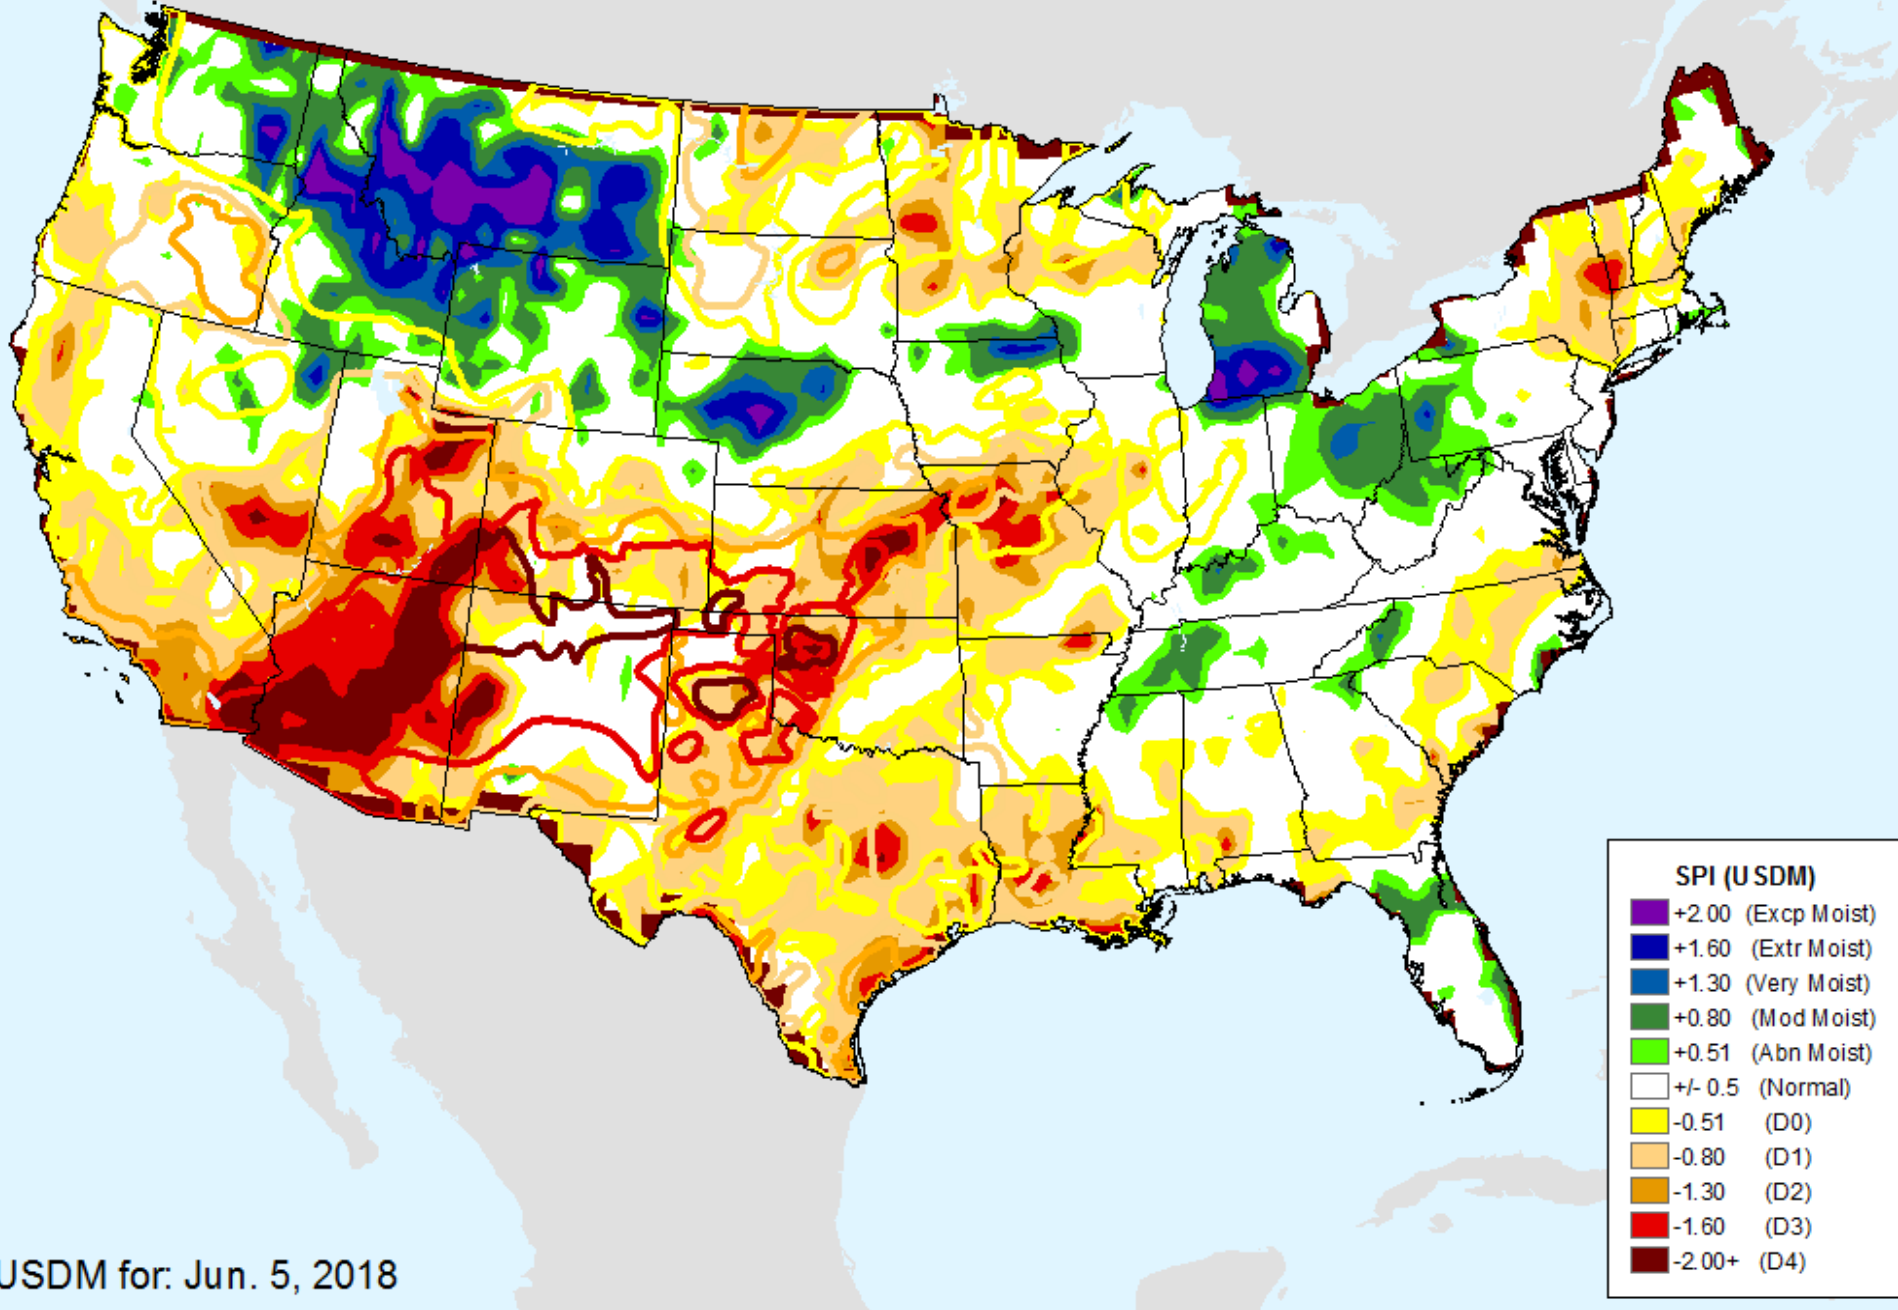 SPI (USDM)
+2.00 (Excp Moist)
+1.60 (Extr Moist)
+1.30 (Very Moist)
+0.80 (Mod Moist)
+0.51 (Abn Moist)
+/- 0.5 (Normal)
-0.51 (D0)
-0.80 (D1)
-1.30 (D2)
-1.60 (D3)
-2.00+ (D4)
USDM for: Jun. 5, 2018